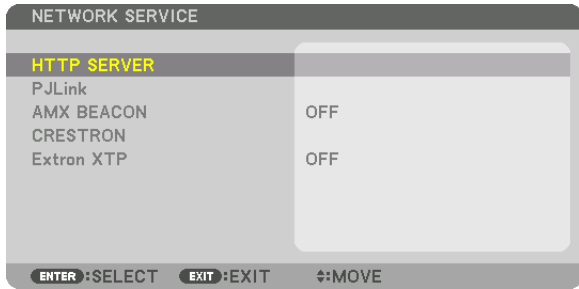 NETWORK SERVICE
HTTP SERVER
PJLink
AMX BEACON OFF
CRESTRON
Extron XTP OFF
ENTER :SELECT EXIT :EXIT :MOVE